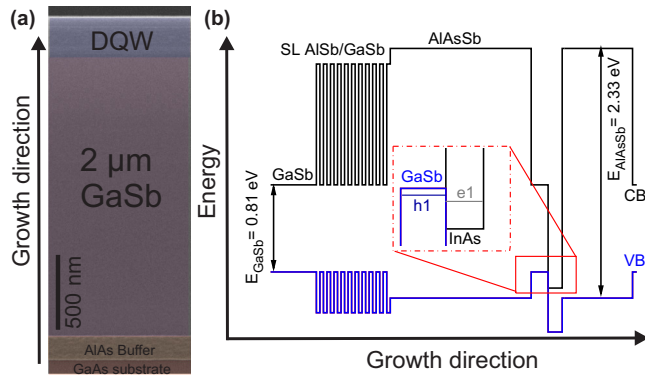 (a)
Growth direction
DQW
2 µm
GaSb
500 nm
AlAs Buffer
GaAs substrate
(b)
Energy
SL AlSb/GaSb
AlAsSb
GaSb
E_GaSb = 0.81 eV
GaSb
h1
e1
InAs
E_AlAsSb = 2.33 eV
CB
VB
Growth direction